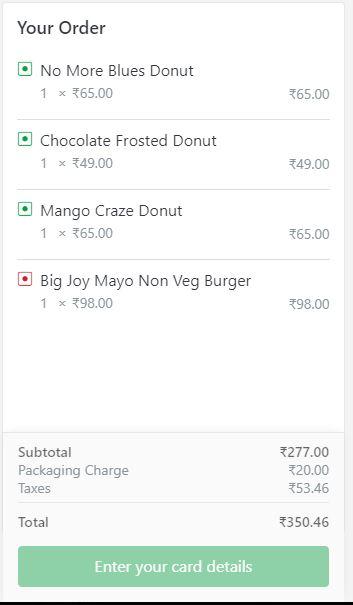 Your Order
No More Blues Donut
1 × ₹65.00 ₹65.00
Chocolate Frosted Donut
1 × ₹49.00 ₹49.00
Mango Craze Donut
1 × ₹65.00 ₹65.00
Big Joy Mayo Non Veg Burger
1 × ₹98.00 ₹98.00
Subtotal ₹277.00
Packaging Charge ₹20.00
Taxes ₹53.46
Total ₹350.46
Enter your card details